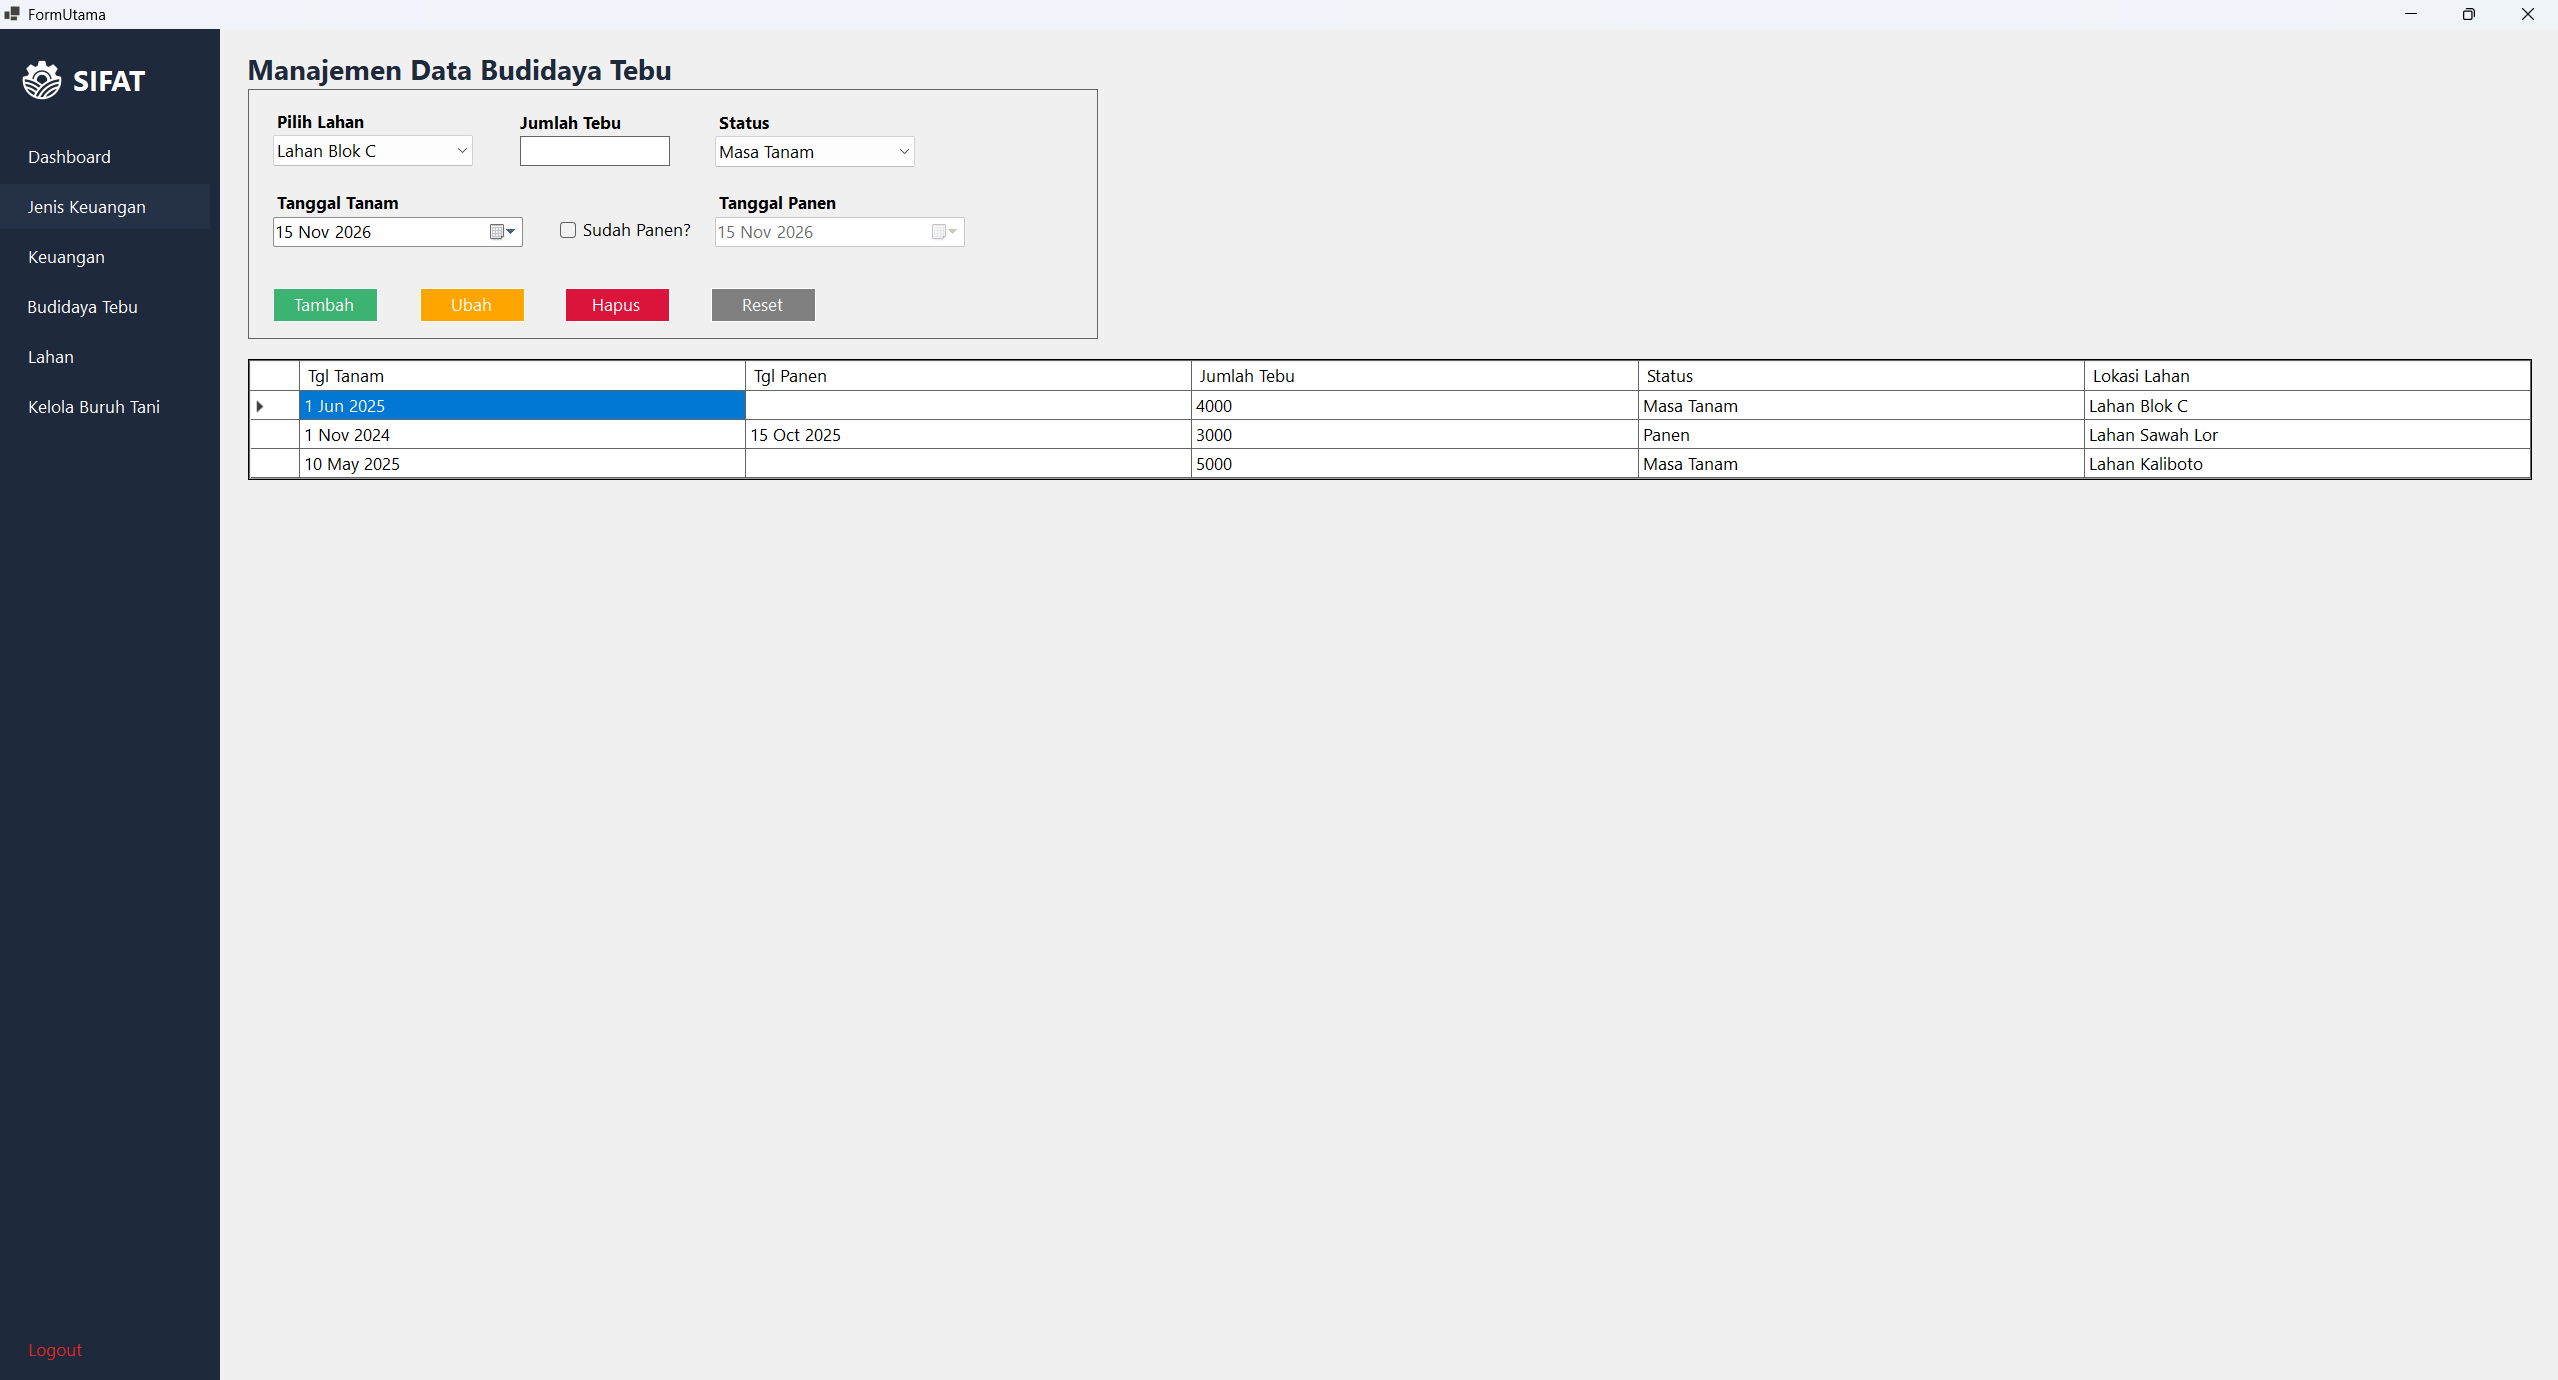 FormUtama
SIFAT
Dashboard
Jenis Keuangan
Keuangan
Budidaya Tebu
Lahan
Kelola Buruh Tani
Logout
Manajemen Data Budidaya Tebu
Pilih Lahan Jumlah Tebu Status
Lahan Blok C Masa Tanam
Tanggal Tanam Tanggal Panen
15 Nov 2026 Sudah Panen? 15 Nov 2026
Tambah Ubah Hapus Reset
Tgl Tanam Tgl Panen Jumlah Tebu Status Lokasi Lahan
1 Jun 2025 4000 Masa Tanam Lahan Blok C
1 Nov 2024 15 Oct 2025 3000 Panen Lahan Sawah Lor
10 May 2025 5000 Masa Tanam Lahan Kaliboto